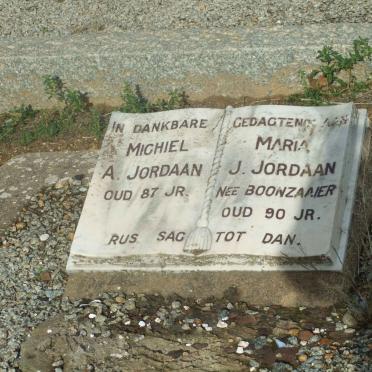 IN DANKBARE GEDAGTENIS AAN
MICHIEL
A. JORDAAN
OUD 87 JR.
MARIA
J. JORDAAN
NEE BOONZAAIER
OUD 90 JR.
RUS SAG TOT DAN.